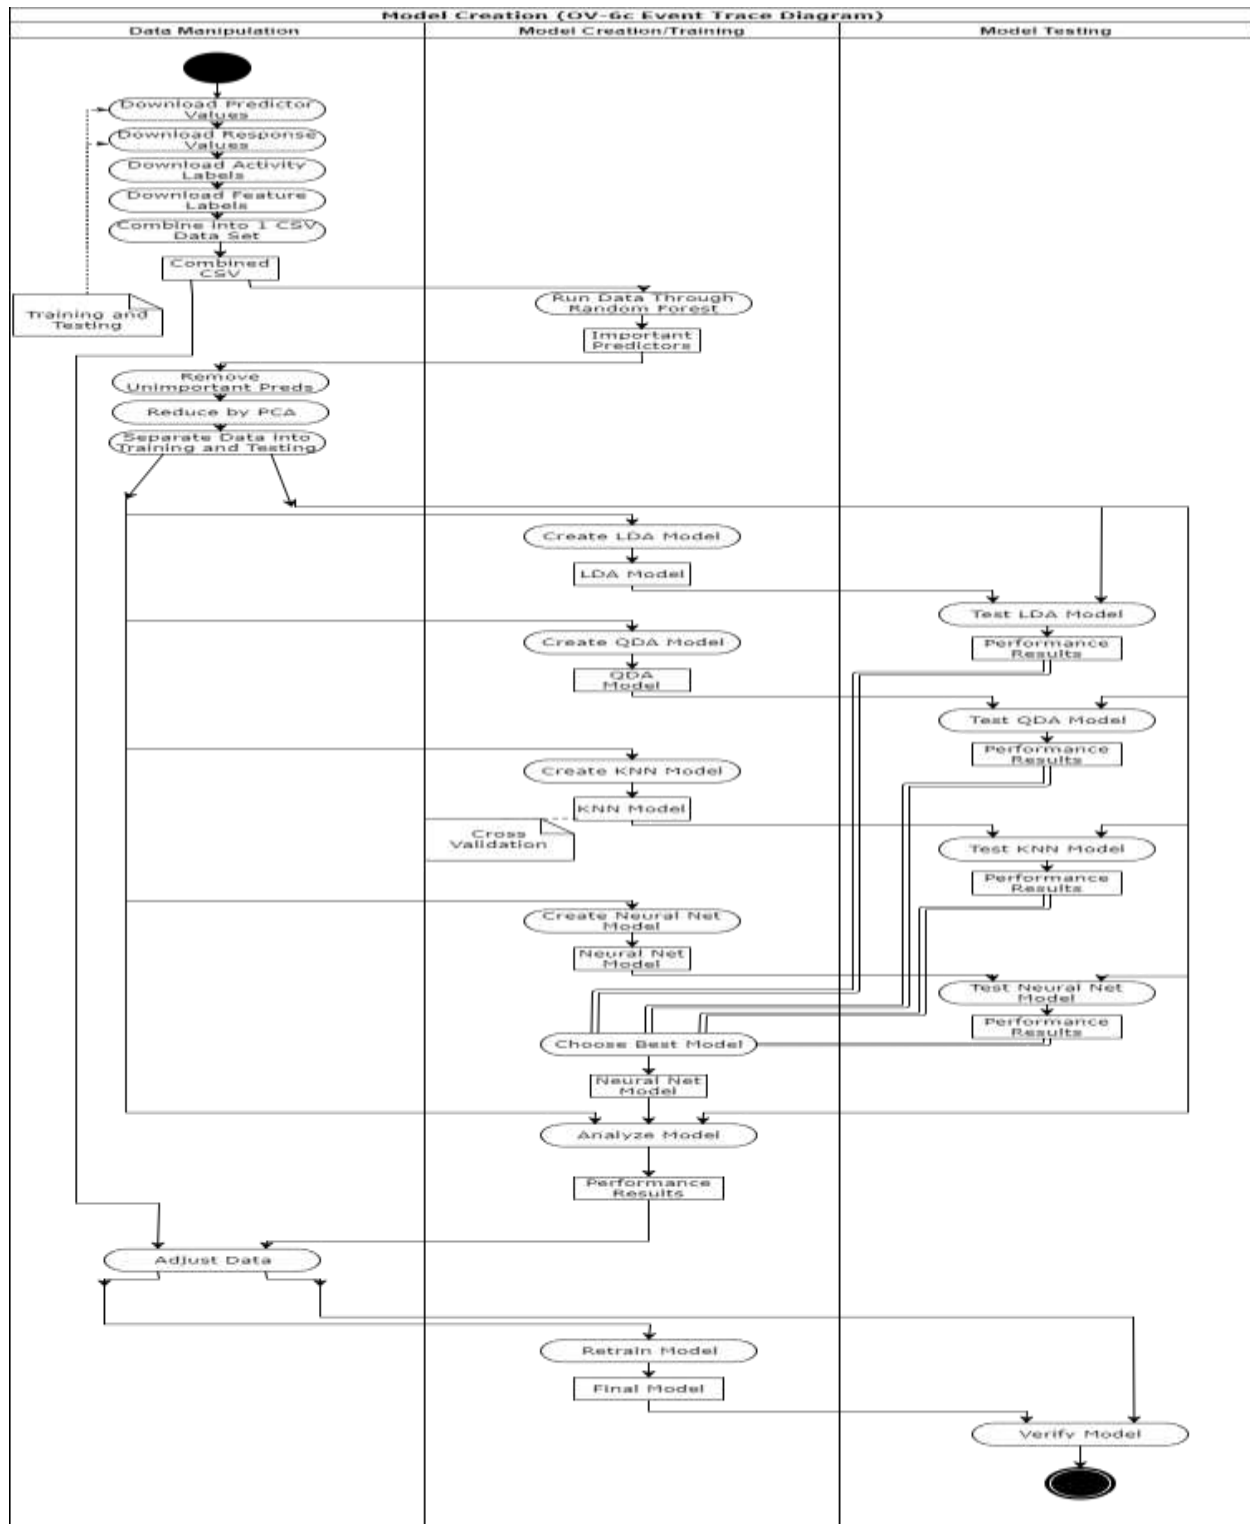 Model Creation (OV-6c Event Trace Diagram)
Data Manipulation
Model Creation/Training
Model Testing
Download Predictor
Values
Download Response
Values
Download Activity
Labels
Download Feature
Labels
Combine into 1 CSV
Data Set
Combined
CSV
Training and
Testing
Run Data Through
Random Forest
Important
Predictors
Remove
Unimportant Preds
Reduce by PCA
Separate Data into
Training and Testing
Create LDA Model
LDA Model
Test LDA Model
Performance
Results
Create QDA Model
QDA
Model
Test QDA Model
Performance
Results
Create KNN Model
KNN Model
Cross
Validation
Test KNN Model
Performance
Results
Create Neural Net
Model
Neural Net
Model
Test Neural Net
Model
Performance
Results
Choose Best Model
Neural Net
Model
Analyze Model
Performance
Results
Adjust Data
Retrain Model
Final Model
Verify Model